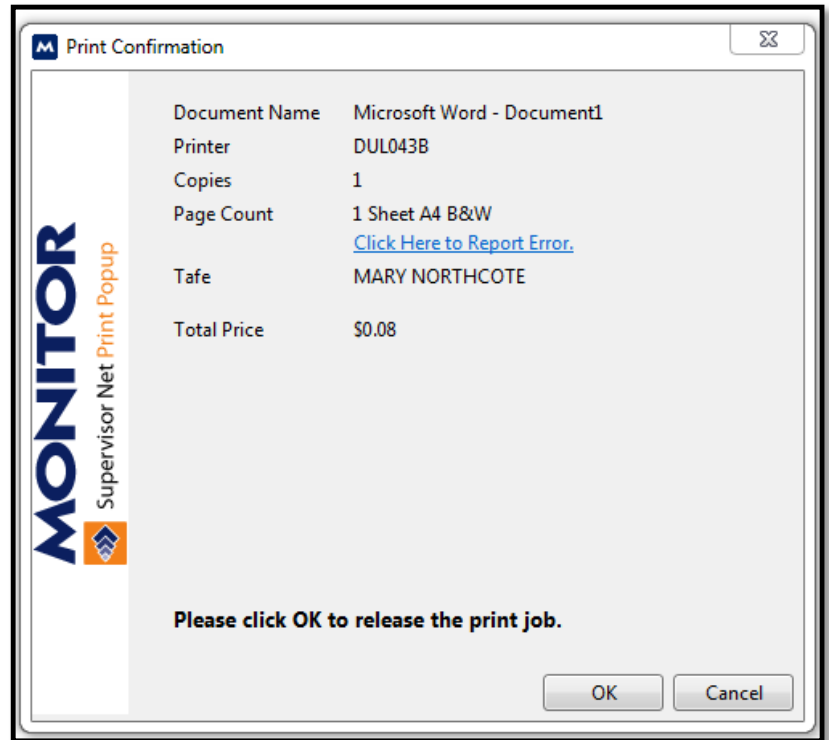 M Print Confirmation
MONITOR
Supervisor Net Print Popup
Document Name Microsoft Word - Document1
Printer DUL043B
Copies 1
Page Count 1 Sheet A4 B&W
Click Here to Report Error.
Tafe MARY NORTHCOTE
Total Price $0.08
Please click OK to release the print job.
OK Cancel